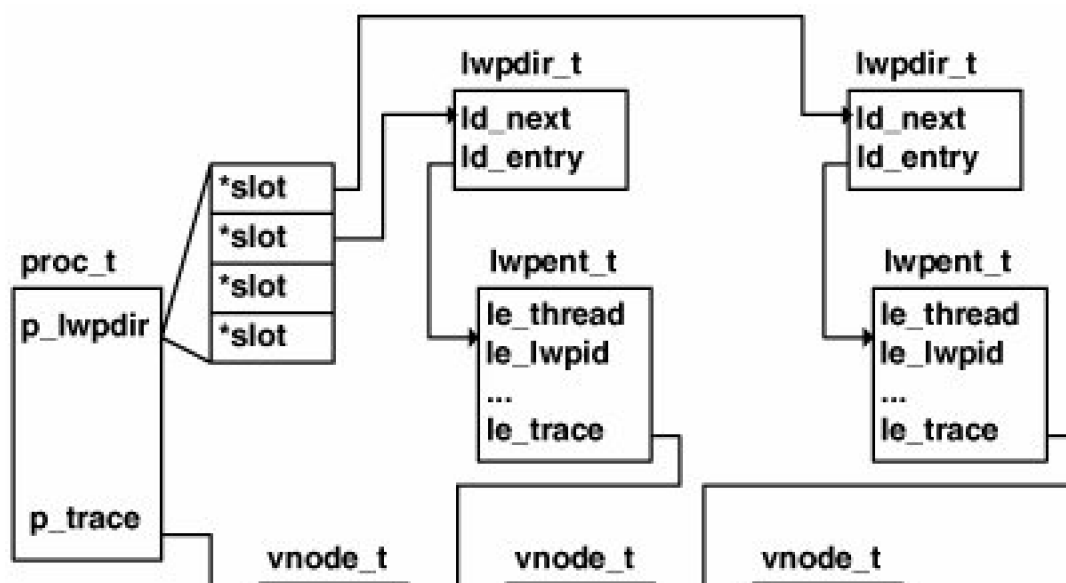 lwpdir_t
lwpdir_t
ld_next
ld_entry
ld_next
ld_entry
*slot
*slot
*slot
*slot
proc_t
p_lwpdir
p_trace
lwpent_t
le_thread
le_lwpid
...
le_trace
lwpent_t
le_thread
le_lwpid
...
le_trace
vnode_t
vnode_t
vnode_t